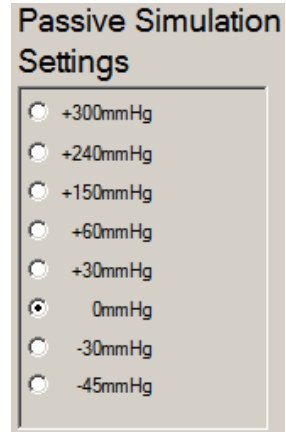 Passive Simulation
Settings
+300mmHg
+240mmHg
+150mmHg
+60mmHg
+30mmHg
0mmHg
-30mmHg
-45mmHg